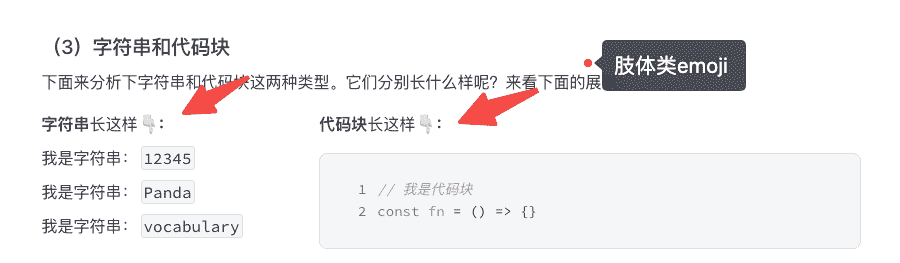 （3）字符串和代码块
下面来分析下字符串和代码块这两种类型。它们分别长什么样呢？来看下面的展
肢体类emoji
字符串长这样👇🏻：
我是字符串： 12345
我是字符串： Panda
我是字符串： vocabulary
代码块长这样👇🏻：
1 // 我是代码块
2 const fn = () => {}